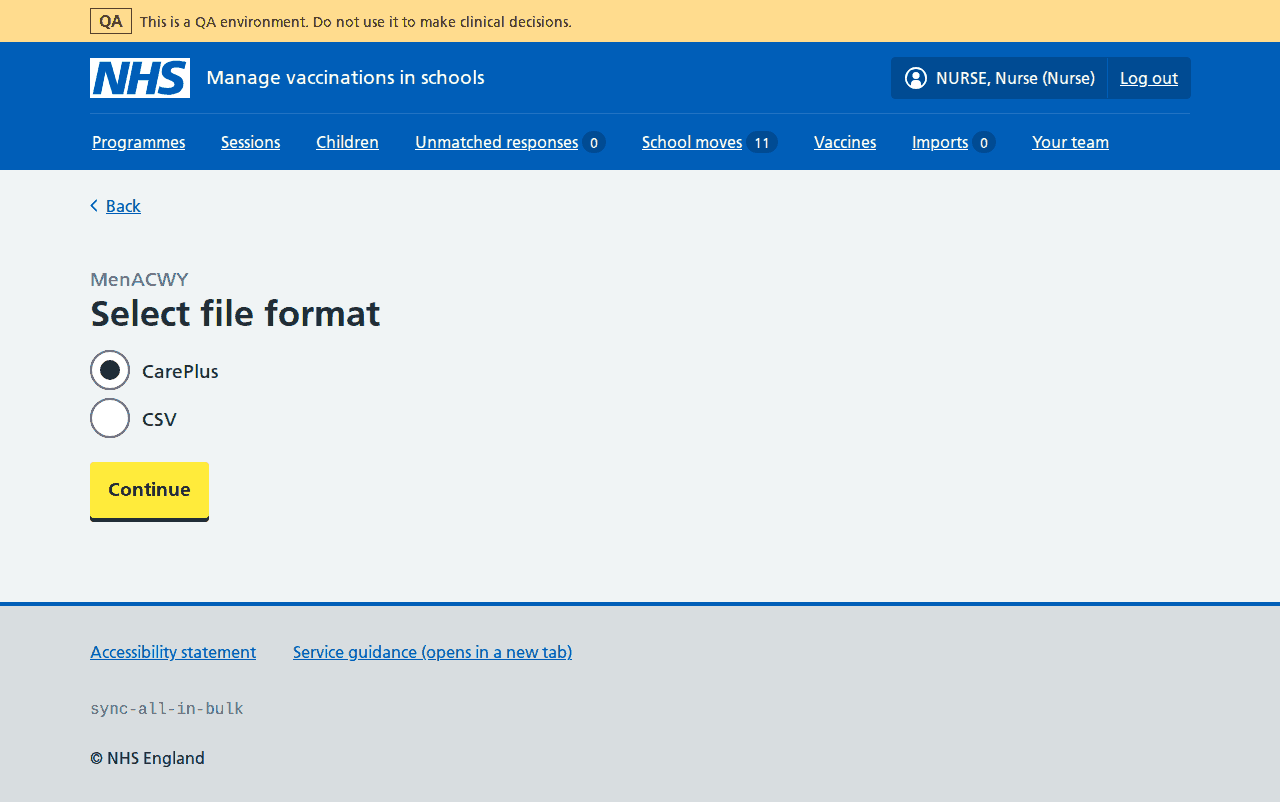 QA This is a QA environment. Do not use it to make clinical decisions.
NHS Manage vaccinations in schools NURSE, Nurse (Nurse) Log out
Programmes Sessions Children Unmatched responses 0 School moves 11 Vaccines Imports 0 Your team
Back
MenACWY
Select file format
CarePlus
CSV
Continue
Accessibility statement Service guidance (opens in a new tab)
sync-all-in-bulk
© NHS England